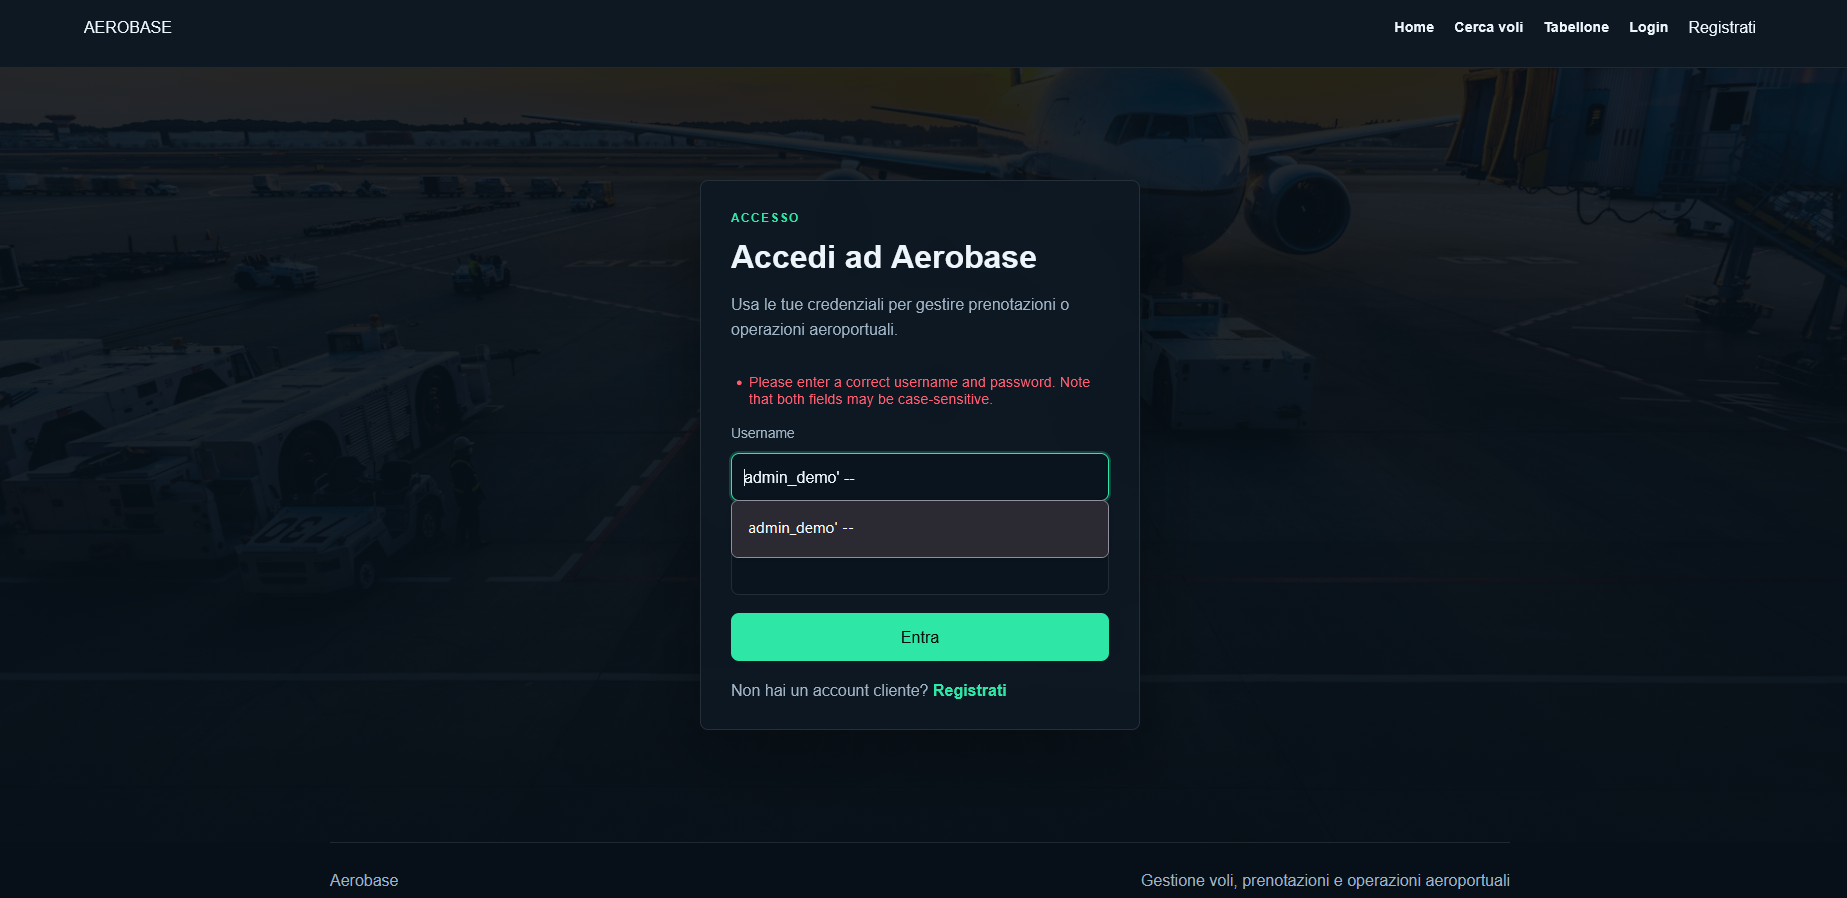 AEROBASE
Home Cerca voli Tabellone Login Registrati
ACCESSO
Accedi ad Aerobase
Usa le tue credenziali per gestire prenotazioni o
operazioni aeroportuali.
Please enter a correct username and password. Note
that both fields may be case-sensitive.
Username
admin_demo' --
admin_demo' --
Entra
Non hai un account cliente? Registrati
Aerobase
Gestione voli, prenotazioni e operazioni aeroportuali